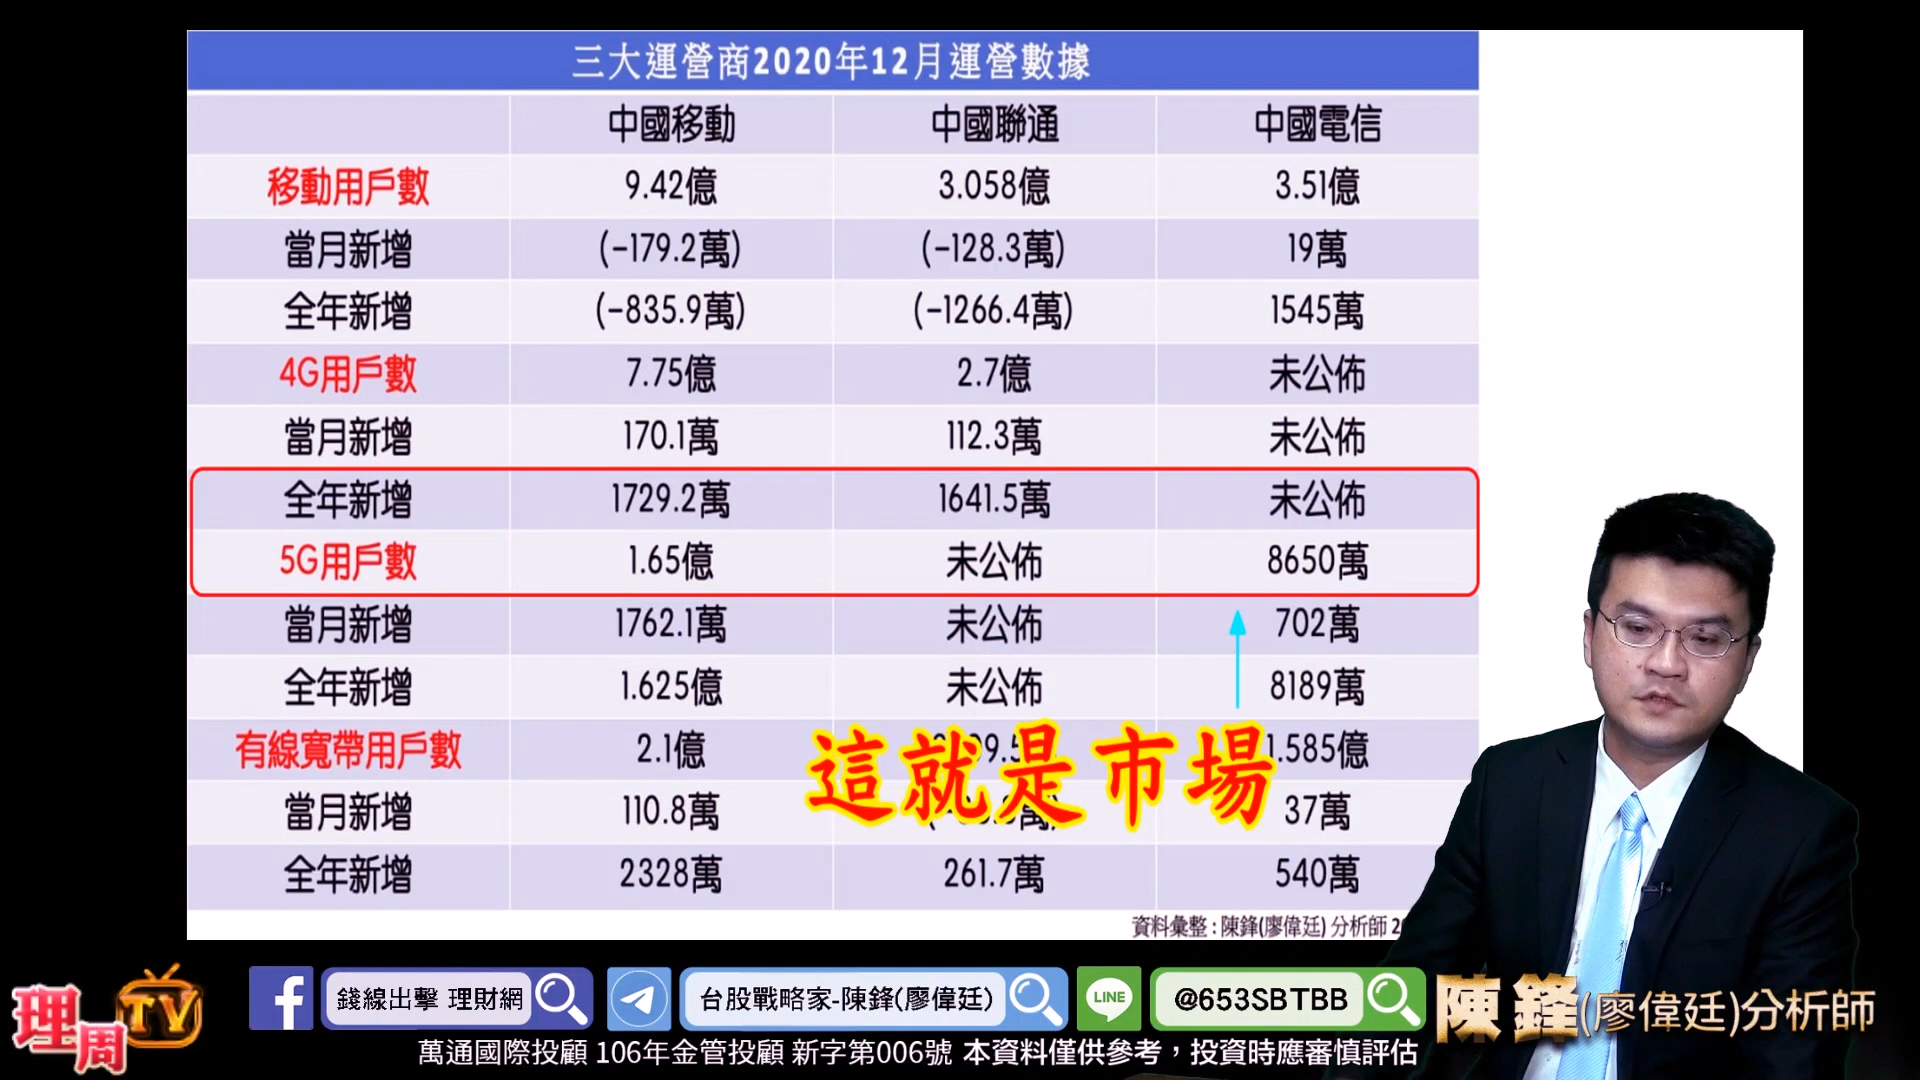 三大運營商2020年12月運營數據
中國移動 中國聯通 中國電信
移動用戶數 9.42億 3.058億 3.51億
當月新增 (-179.2萬) (-128.3萬) 19萬
全年新增 (-835.9萬) (-1266.4萬) 1545萬
4G用戶數 7.75億 2.7億 未公佈
當月新增 170.1萬 112.3萬 未公佈
全年新增 1729.2萬 1641.5萬 未公佈
5G用戶數 1.65億 未公佈 8650萬
當月新增 1762.1萬 未公佈 702萬
全年新增 1.625億 未公佈 8189萬
有線寬帶用戶數 2.1億 1.585億
這就是市場
當月新增 110.8萬 37萬
全年新增 2328萬 261.7萬 540萬
資料彙整:陳鋒(廖偉廷)分析師
理周TV
錢線出擊 理財網
台股戰略家-陳鋒(廖偉廷)
LINE
@653SBTBB
陳鋒(廖偉廷)分析師
萬通國際投顧 106年金管投顧 新字第006號 本資料僅供參考，投資時應審慎評估